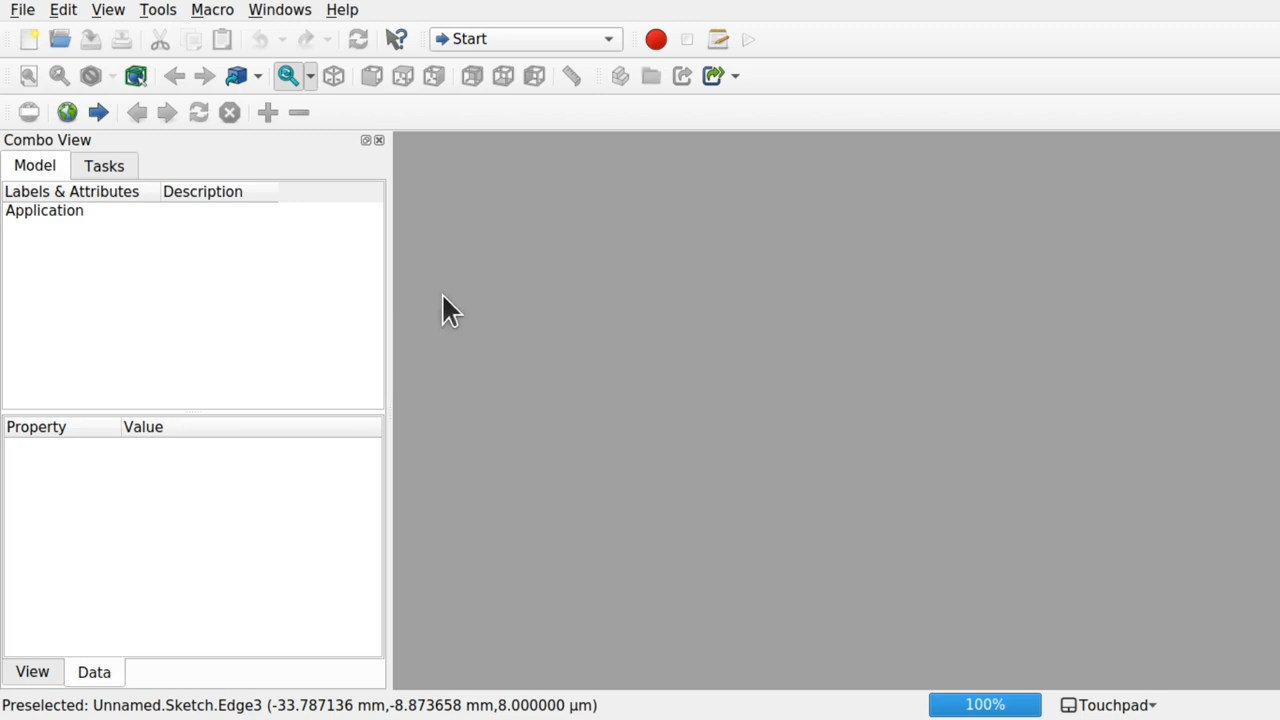 File Edit View Tools Macro Windows Help
Start
Combo View
Model Tasks
Labels & Attributes Description
Application
Property Value
View Data
Preselected: Unnamed.Sketch.Edge3 (-33.787136 mm,-8.873658 mm,8.000000 µm) 100% Touchpad